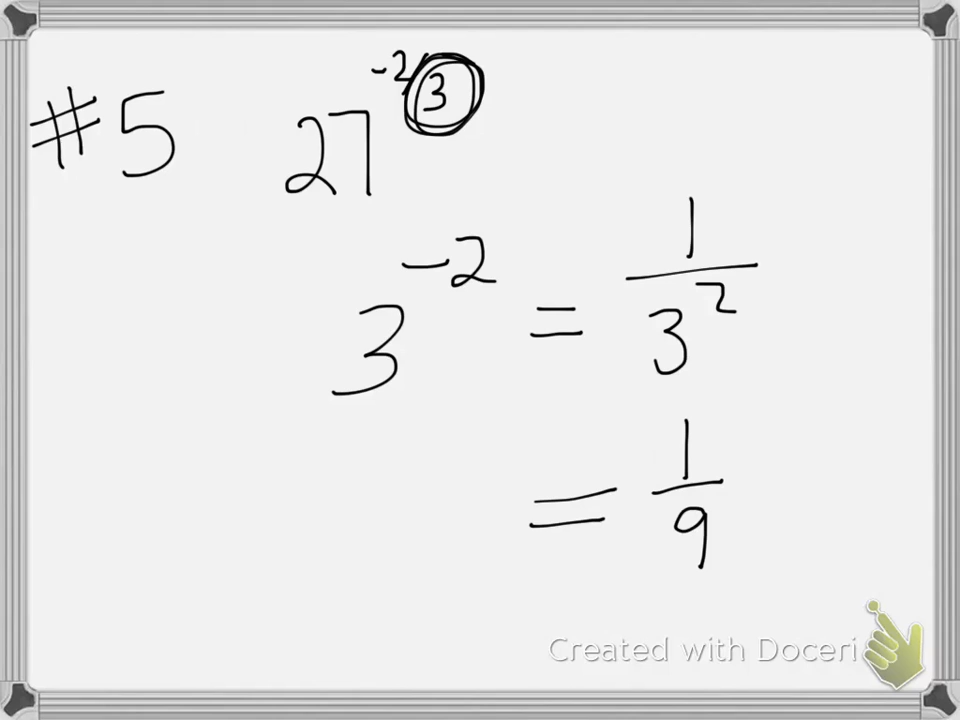 #5 27^-2/3
3^-2 = 1/3^2
= 1/9
Created with Doceri